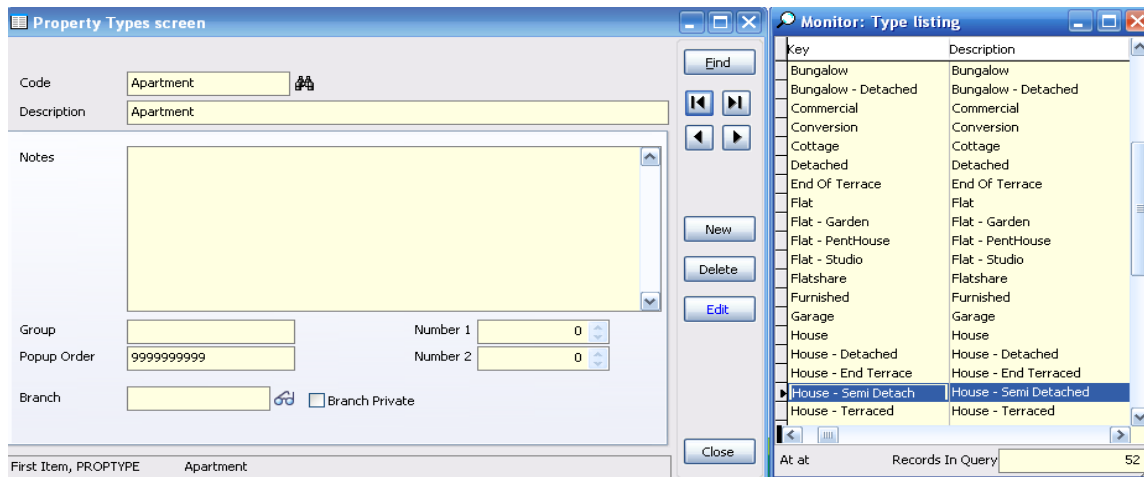 Property Types screen
Find
Code Apartment
Description Apartment
Notes
New
Delete
Edit
Group Number 1 0
Popup Order 9999999999 Number 2 0
Branch Branch Private
Close
First Item, PROPTYPE Apartment
Monitor: Type listing
Key Description
Bungalow Bungalow
Bungalow - Detached Bungalow - Detached
Commercial Commercial
Conversion Conversion
Cottage Cottage
Detached Detached
End Of Terrace End Of Terrace
Flat Flat
Flat - Garden Flat - Garden
Flat - PentHouse Flat - PentHouse
Flat - Studio Flat - Studio
Flatshare Flatshare
Furnished Furnished
Garage Garage
House House
House - Detached House - Detached
House - End Terrace House - End Terraced
House - Semi Detach House - Semi Detached
House - Terraced House - Terraced
At at Records In Query 52